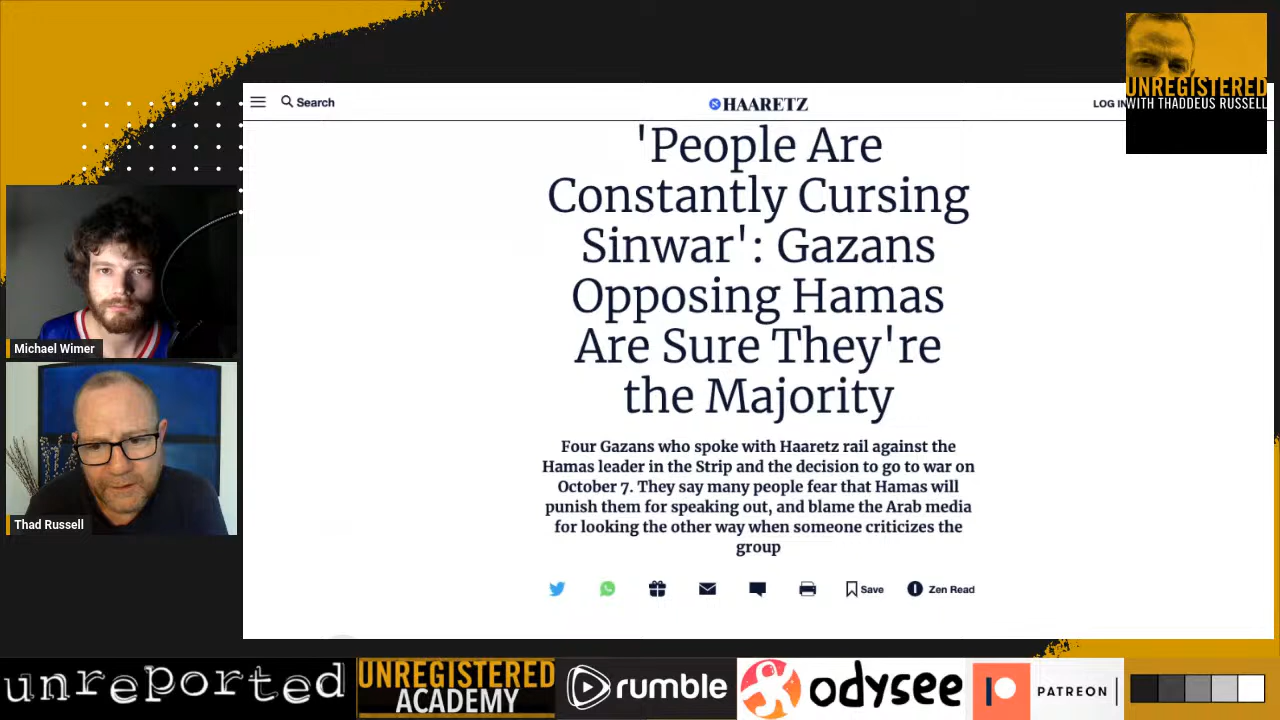 UNREGISTERED
WITH THADDEUS RUSSELL
Search
HAARETZ
LOG IN
'People Are
Constantly Cursing
Sinwar': Gazans
Opposing Hamas
Are Sure They're
the Majority
Four Gazans who spoke with Haaretz rail against the
Hamas leader in the Strip and the decision to go to war on
October 7. They say many people fear that Hamas will
punish them for speaking out, and blame the Arab media
for looking the other way when someone criticizes the
group
Save
Zen Read
Michael Wimer
Thad Russell
unreported
UNREGISTERED
ACADEMY
rumble
odysee
PATREON